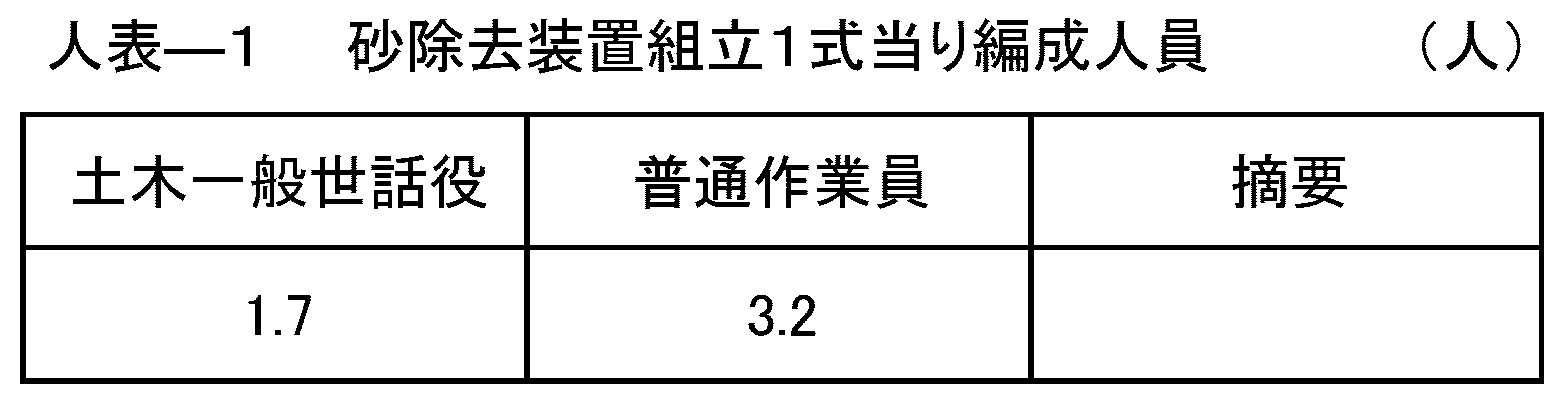 人表―1　砂除去装置組立1式当り編成人員　（人）
土木一般世話役　普通作業員　摘要
1.7　3.2